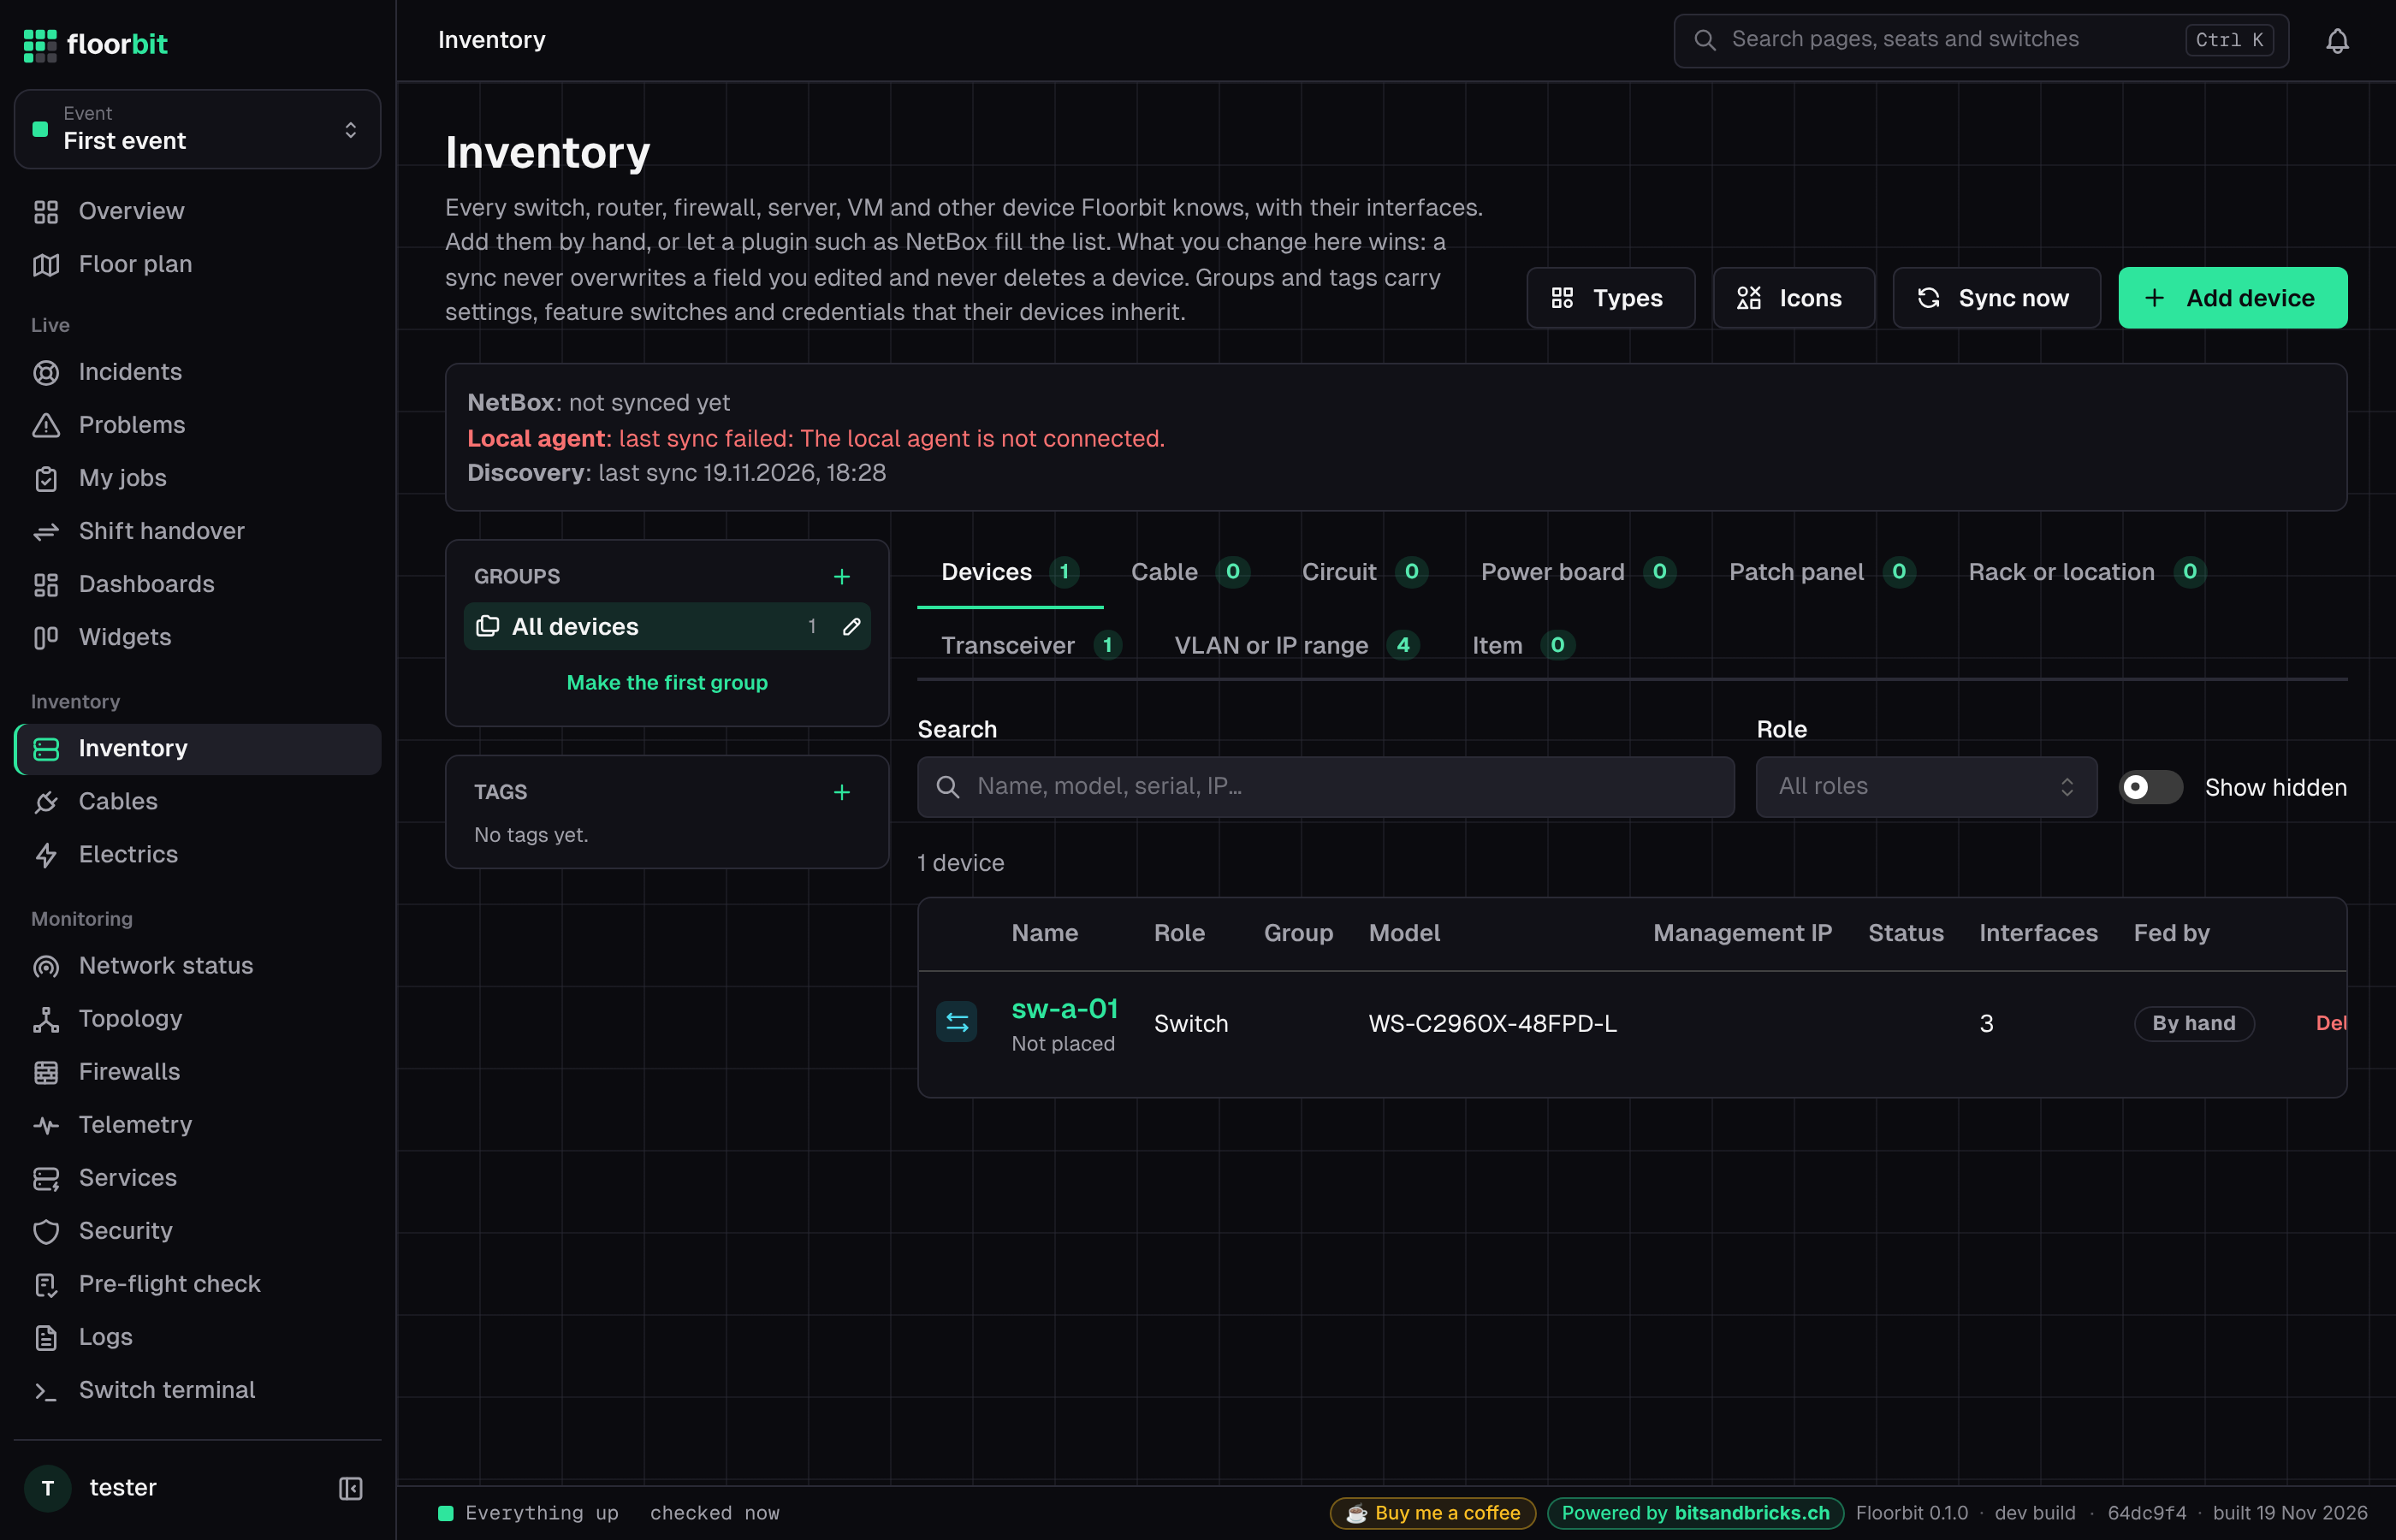 floorbit
Event
First event
Overview
Floor plan
Live
Incidents
Problems
My jobs
Shift handover
Dashboards
Widgets
Inventory
Inventory
Cables
Electrics
Monitoring
Network status
Topology
Firewalls
Telemetry
Services
Security
Pre-flight check
Logs
Switch terminal
T tester
Inventory
Search pages, seats and switches Ctrl K
Inventory
Every switch, router, firewall, server, VM and other device Floorbit knows, with their interfaces.
Add them by hand, or let a plugin such as NetBox fill the list. What you change here wins: a
sync never overwrites a field you edited and never deletes a device. Groups and tags carry
settings, feature switches and credentials that their devices inherit.
Types Icons Sync now Add device
NetBox: not synced yet
Local agent: last sync failed: The local agent is not connected.
Discovery: last sync 19.11.2026, 18:28
GROUPS
All devices 1
Make the first group
TAGS
No tags yet.
Devices 1 Cable 0 Circuit 0 Power board 0 Patch panel 0 Rack or location 0
Transceiver 1 VLAN or IP range 4 Item 0
Search Role
Name, model, serial, IP... All roles Show hidden
1 device
Name Role Group Model Management IP Status Interfaces Fed by
sw-a-01 Switch WS-C2960X-48FPD-L 3 By hand Del
Not placed
Everything up checked now
Buy me a coffee Powered by bitsandbricks.ch Floorbit 0.1.0 · dev build · 64dc9f4 · built 19 Nov 2026